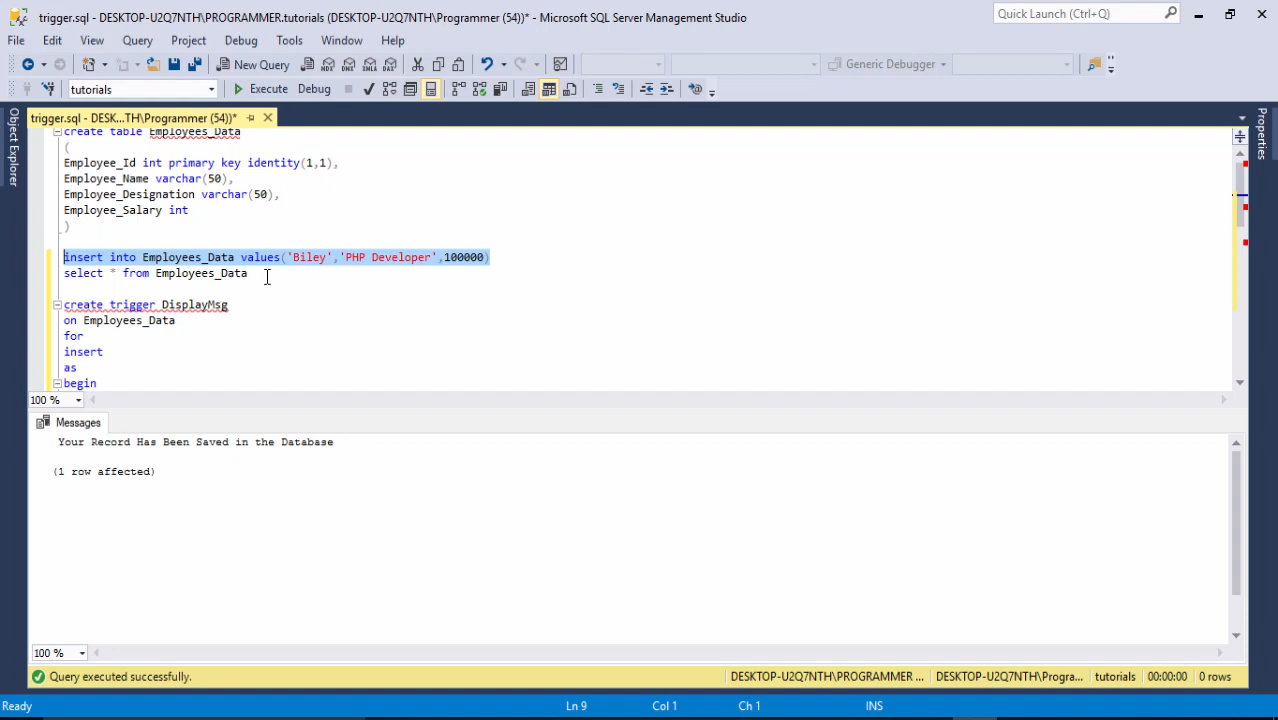 trigger.sql - DESKTOP-U2Q7NTH\PROGRAMMER.tutorials (DESKTOP-U2Q7NTH\Programmer (54))* - Microsoft SQL Server Management Studio
Quick Launch (Ctrl+Q)
File Edit View Query Project Debug Tools Window Help
New Query MDX DMX XMLA DAX Generic Debugger
tutorials Execute Debug
trigger.sql - DESK...TH\Programmer (54))*
Object Explorer
Properties
create table Employees_Data
(
Employee_Id int primary key identity(1,1),
Employee_Name varchar(50),
Employee_Designation varchar(50),
Employee_Salary int
)
insert into Employees_Data values('Biley','PHP Developer',100000)
select * from Employees_Data
create trigger DisplayMsg
on Employees_Data
for
insert
as
begin
100 %
Messages
Your Record Has Been Saved in the Database
(1 row affected)
100 %
Query executed successfully. DESKTOP-U2Q7NTH\PROGRAMMER ... DESKTOP-U2Q7NTH\Progra... tutorials 00:00:00 0 rows
Ready Ln 9 Col 1 Ch 1 INS